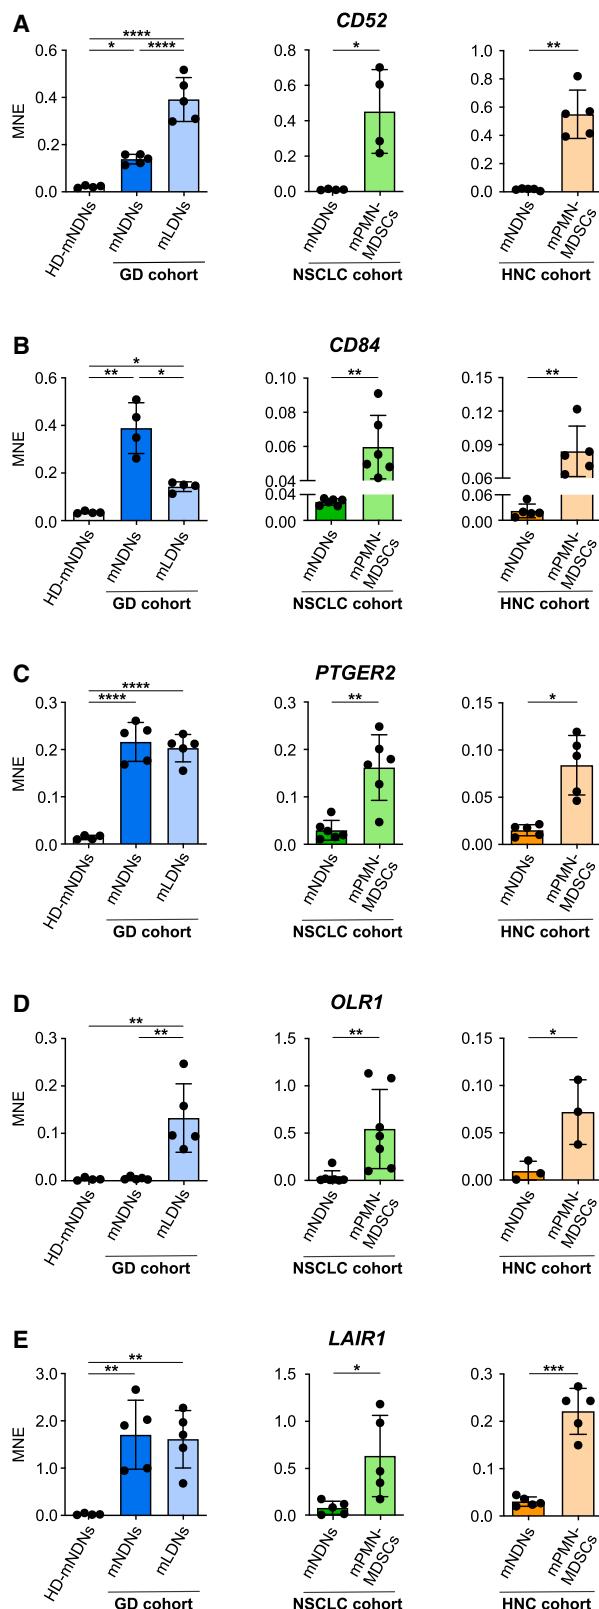 A
CD52
****
* ****
*
**
MNE
0.6
0.4
0.2
0.0
0.8
0.6
0.4
0.2
0.0
1.0
0.8
0.6
0.4
0.2
0.0
HD-mNDNs
mNDNs
mLDNs
mNDNs
mPMN-
MDSCs
mNDNs
mPMN-
MDSCs
GD cohort
NSCLC cohort
HNC cohort
B
CD84
*
** *
**
**
MNE
0.6
0.4
0.2
0.0
0.10
0.08
0.06
0.04
0.04
0.00
0.15
0.12
0.09
0.06
0.06
0.00
HD-mNDNs
mNDNs
mLDNs
mNDNs
mPMN-
MDSCs
mNDNs
mPMN-
MDSCs
GD cohort
NSCLC cohort
HNC cohort
C
PTGER2
****
****
**
*
MNE
0.3
0.2
0.1
0.0
0.3
0.2
0.1
0.0
0.15
0.10
0.05
0.00
HD-mNDNs
mNDNs
mLDNs
mNDNs
mPMN-
MDSCs
mNDNs
mPMN-
MDSCs
GD cohort
NSCLC cohort
HNC cohort
D
OLR1
**
**
**
*
MNE
0.3
0.2
0.1
0.0
1.5
1.0
0.5
0.0
0.15
0.10
0.05
0.00
HD-mNDNs
mNDNs
mLDNs
mNDNs
mPMN-
MDSCs
mNDNs
mPMN-
MDSCs
GD cohort
NSCLC cohort
HNC cohort
E
LAIR1
**
**
*
***
MNE
3.0
2.0
1.0
0.0
1.5
1.0
0.5
0.0
0.3
0.2
0.1
0.0
HD-mNDNs
mNDNs
mLDNs
mNDNs
mPMN-
MDSCs
mNDNs
mPMN-
MDSCs
GD cohort
NSCLC cohort
HNC cohort